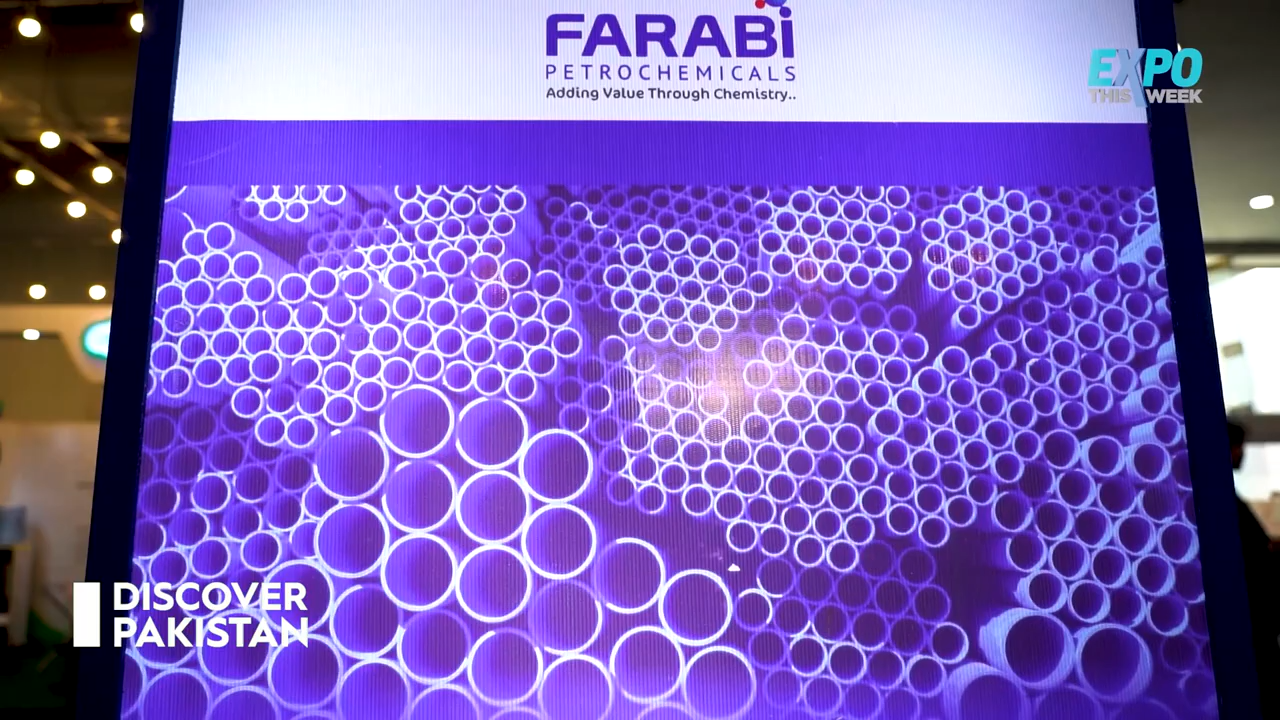 FARABi
PETROCHEMICALS
Adding Value Through Chemistry..
EXPO
THIS WEEK
DISCOVER
PAKISTAN